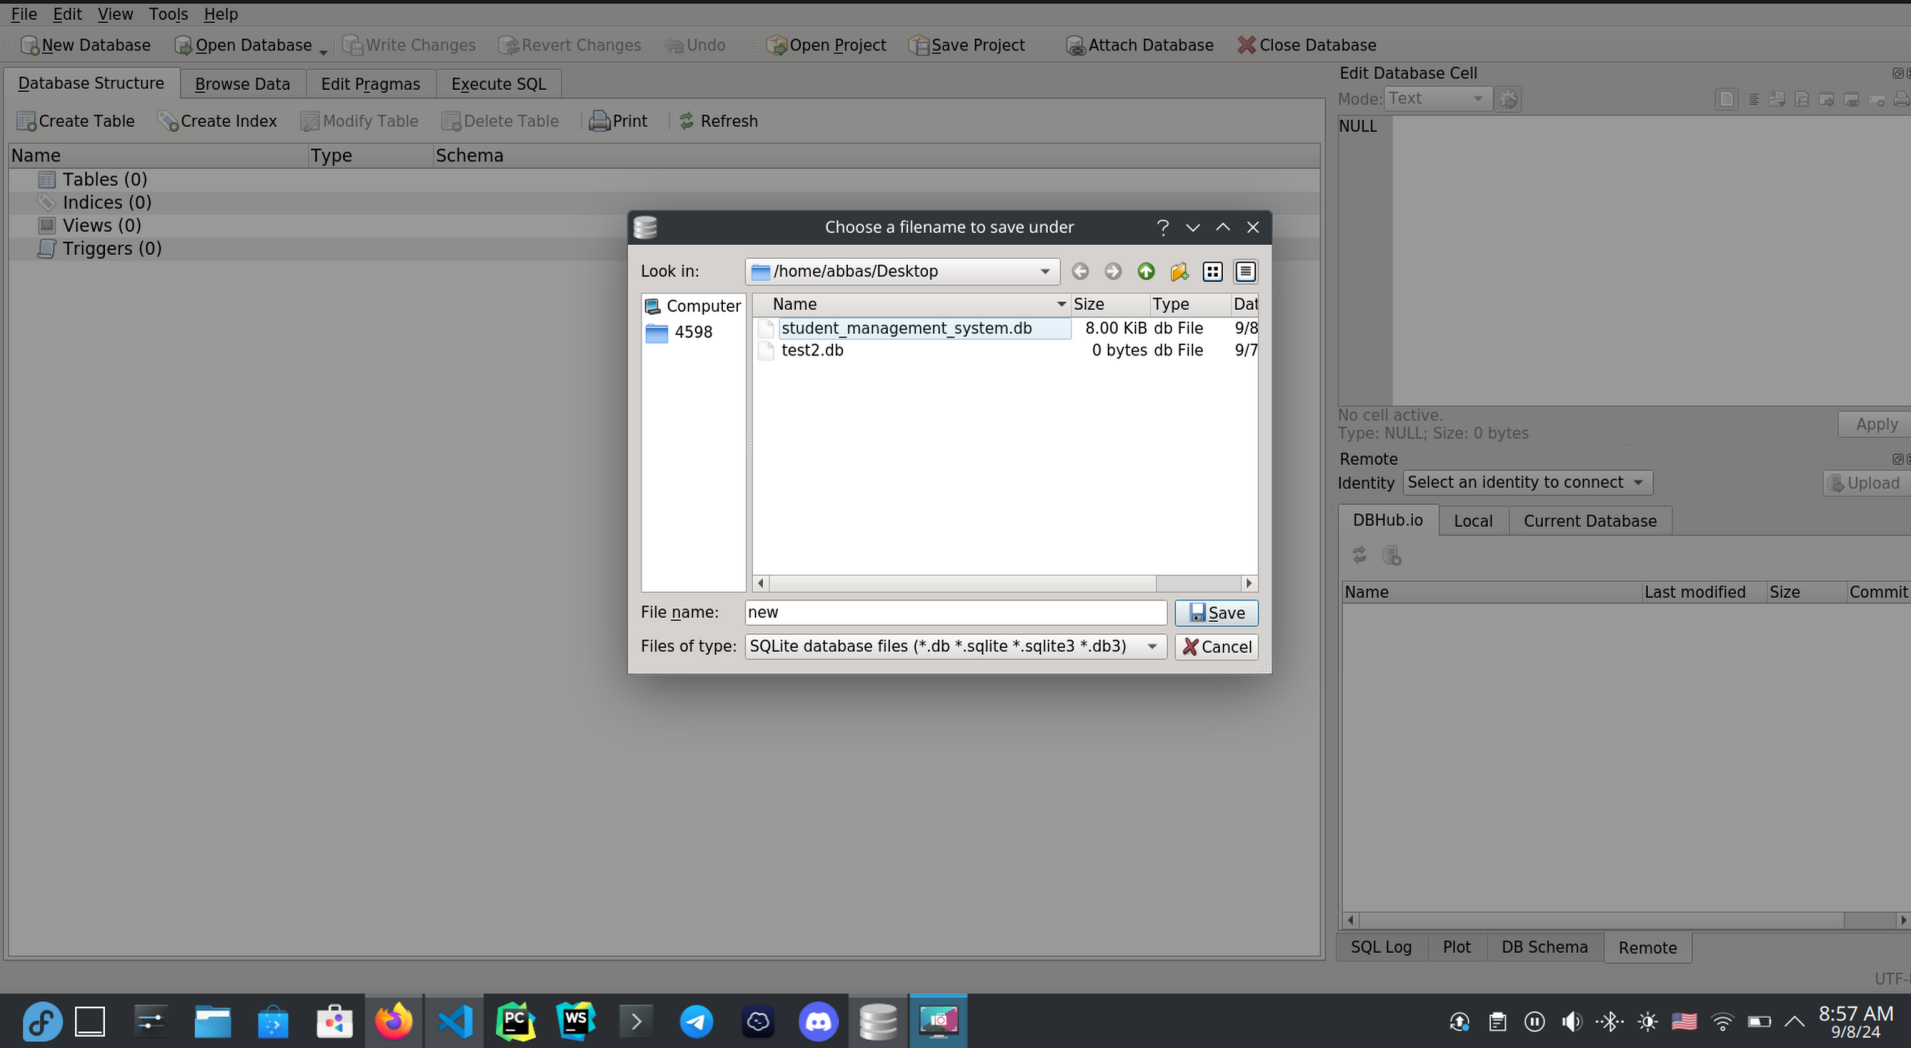 File Edit View Tools Help
New Database Open Database Write Changes Revert Changes Undo Open Project Save Project Attach Database Close Database
Database Structure Browse Data Edit Pragmas Execute SQL
Create Table Create Index Modify Table Delete Table Print Refresh
Name Type Schema
Tables (0)
Indices (0)
Views (0)
Triggers (0)
Choose a filename to save under
Look in: /home/abbas/Desktop
Computer
4598
Name Size Type Dat
student_management_system.db 8.00 KiB db File 9/8
test2.db 0 bytes db File 9/7
File name: new Save
Files of type: SQLite database files (*.db *.sqlite *.sqlite3 *.db3) Cancel
Edit Database Cell
Mode: Text
NULL
No cell active.
Type: NULL; Size: 0 bytes
Apply
Remote
Identity Select an identity to connect Upload
DBHub.io Local Current Database
Name Last modified Size Commit
SQL Log Plot DB Schema Remote
UTF-
PC WS
8:57 AM
9/8/24